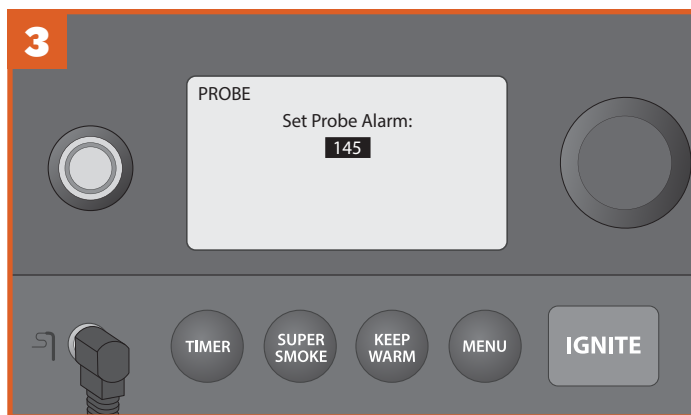 3
PROBE
Set Probe Alarm:
145
TIMER
SUPER
SMOKE
KEEP
WARM
MENU
IGNITE